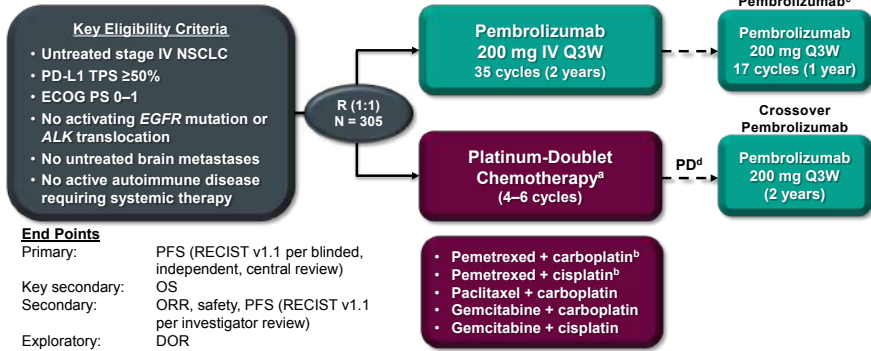 Key Eligibility Criteria
• Untreated stage IV NSCLC
• PD-L1 TPS ≥50%
• ECOG PS 0–1
• No activating EGFR mutation or
ALK translocation
• No untreated brain metastases
• No active autoimmune disease
requiring systemic therapy
R (1:1)
N = 305
Pembrolizumab
200 mg IV Q3W
35 cycles (2 years)
Pembrolizumabᶜ
Pembrolizumab
200 mg Q3W
17 cycles (1 year)
Platinum-Doublet
Chemotherapyᵃ
(4–6 cycles)
PDᵈ
Crossover
Pembrolizumab
Pembrolizumab
200 mg Q3W
(2 years)
• Pemetrexed + carboplatinᵇ
• Pemetrexed + cisplatinᵇ
• Paclitaxel + carboplatin
• Gemcitabine + carboplatin
• Gemcitabine + cisplatin
End Points
Primary: PFS (RECIST v1.1 per blinded,
independent, central review)
Key secondary: OS
Secondary: ORR, safety, PFS (RECIST v1.1
per investigator review)
Exploratory: DOR